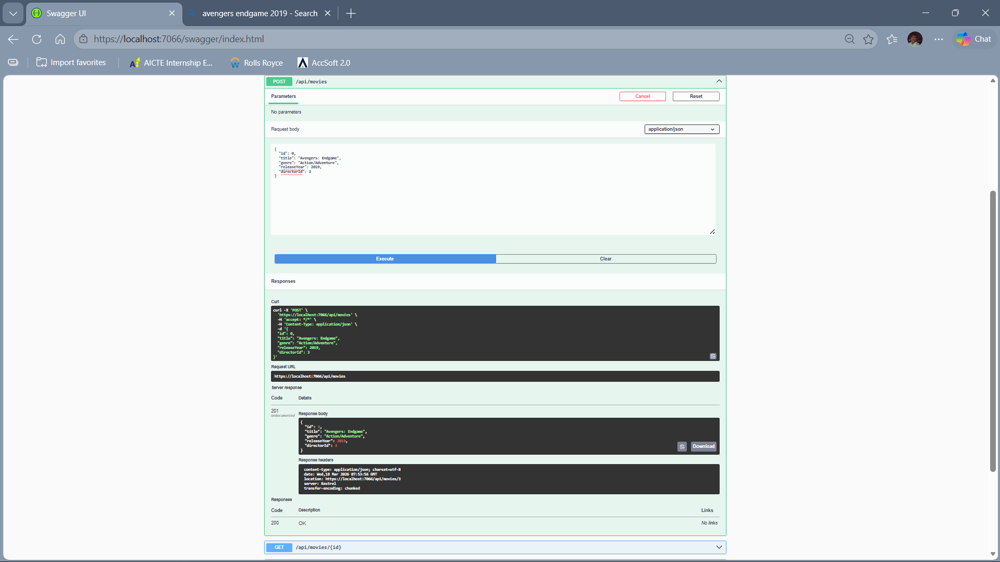 Swagger UI
avengers endgame 2019 - Search
https://localhost:7066/swagger/index.html
Chat
Import favorites
AICTE Internship E...
Rolls Royce
AccSoft 2.0
POST /api/movies
Parameters
Cancel
Reset
No parameters
Request body
application/json
{
"id": 0,
"title": "Avengers: Endgame",
"genre": "Action/Adventure",
"releaseYear": 2019,
"directorId": 3
}
Execute
Clear
Responses
Curl
curl -X 'POST' \
'https://localhost:7066/api/movies' \
-H 'accept: */*' \
-H 'Content-Type: application/json' \
-d '{
"id": 0,
"title": "Avengers: Endgame",
"genre": "Action/Adventure",
"releaseYear": 2019,
"directorId": 3
}'
Request URL
https://localhost:7066/api/movies
Server response
Code Details
201
Undocumented
Response body
{
"id": 3,
"title": "Avengers: Endgame",
"genre": "Action/Adventure",
"releaseYear": 2019,
"directorId": 3
}
Download
Response headers
content-type: application/json; charset=utf-8
date: Wed,18 Mar 2026 07:53:56 GMT
location: https://localhost:7066/api/movies/3
server: Kestrel
transfer-encoding: chunked
Responses
Code Description Links
200 OK No links
GET /api/movies/{id}